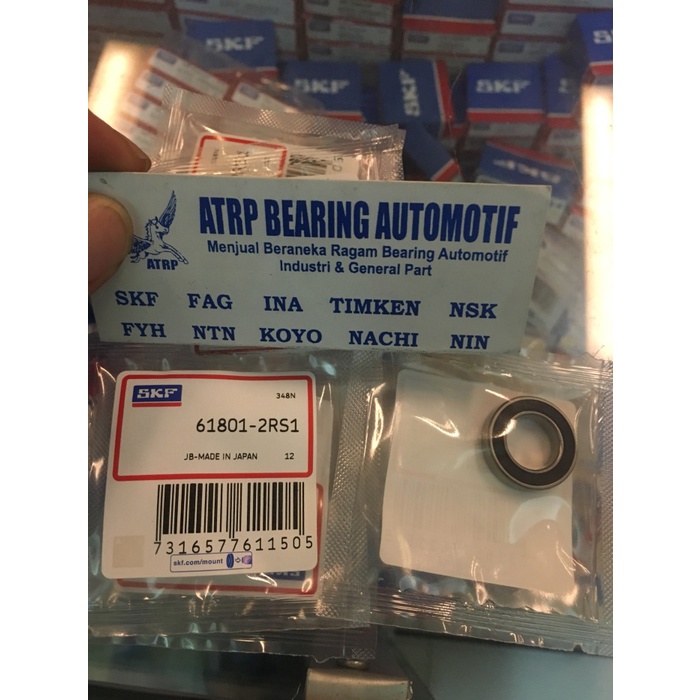 SKF
SKF
SKF
SKF
ATRP BEARING AUTOMOTIF
Menjual Beraneka Ragam Bearing Automotif
Industri & General Part
ATRP
SKF FAG INA TIMKEN NSK
FYH NTN KOYO NACHI NIN
SKF
348N
61801-2RS1
JB-MADE IN JAPAN 12
7316577611505
skf.com/mount